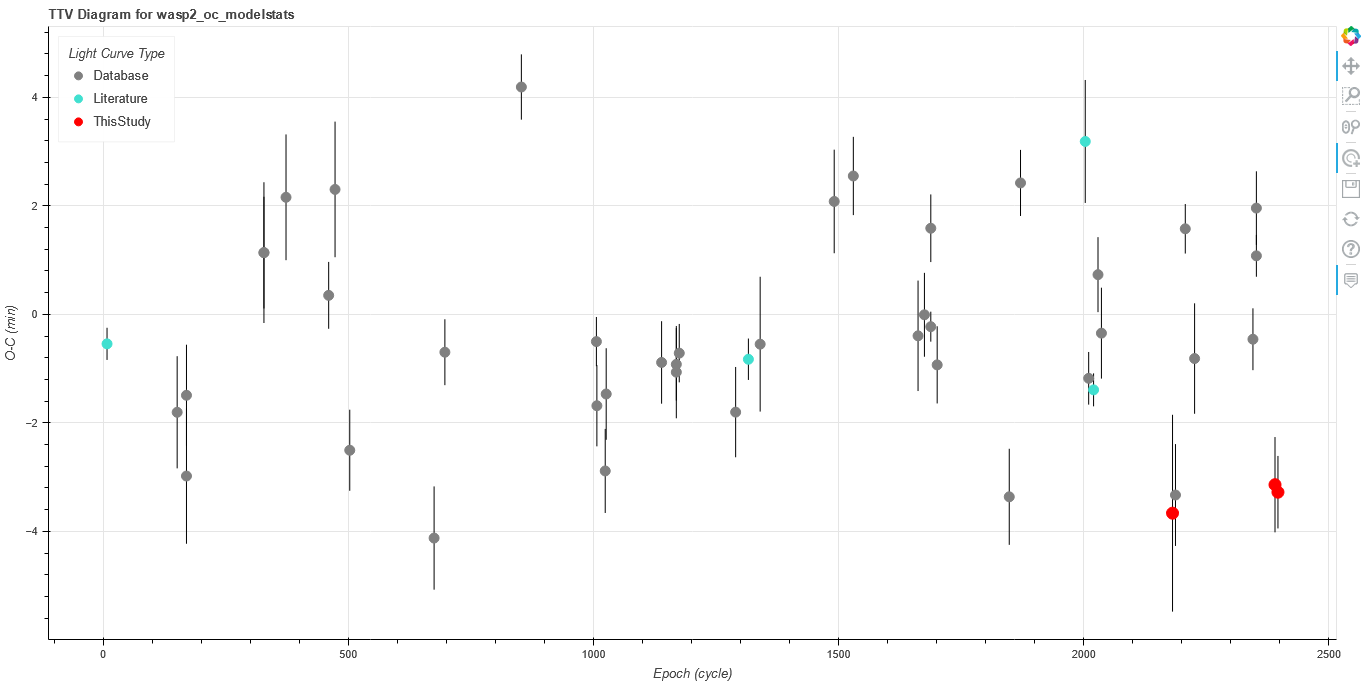 TTV Diagram for wasp2_oc_modelstats
Light Curve Type
Database
Literature
ThisStudy
4
2
0
−2
−4
O-C (min)
0 500 1000 1500 2000 2500
Epoch (cycle)